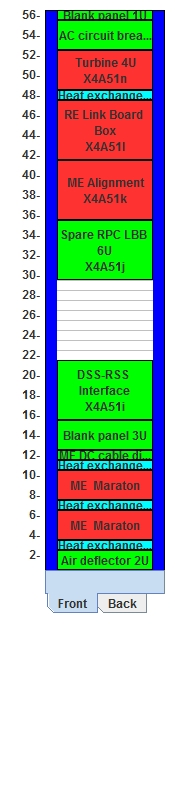 56-
Blank panel 1U
54-
AC circuit brea...
52-
Turbine 4U
50-
X4A51n
48-
Heat exchange...
46-
RE Link Board
44-
Box
X4A51l
42-
40-
ME Alignment
38-
X4A51k
36-
34-
Spare RPC LBB
6U
32-
X4A51j
30-
28-
26-
24-
22-
20-
DSS-RSS
Interface
18-
X4A51i
16-
14-
Blank panel 3U
12-
ME DC cable di...
Heat exchange...
10-
ME Maraton
8-
Heat exchange...
6-
ME Maraton
4-
Heat exchange...
2-
Air deflector 2U
Front
Back